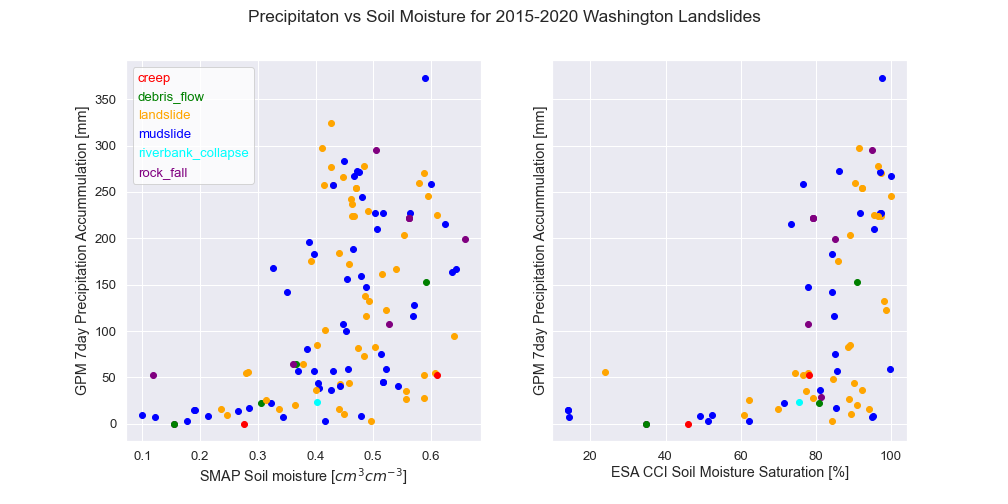 Precipitaton vs Soil Moisture for 2015-2020 Washington Landslides
creep
debris_flow
landslide
mudslide
riverbank_collapse
rock_fall
GPM 7day Precipitation Accummulation [mm]
350
300
250
200
150
100
50
0
0.1 0.2 0.3 0.4 0.5 0.6
SMAP Soil moisture [cm³cm⁻³]
GPM 7day Precipitation Accummulation [mm]
20 40 60 80 100
ESA CCI Soil Moisture Saturation [%]